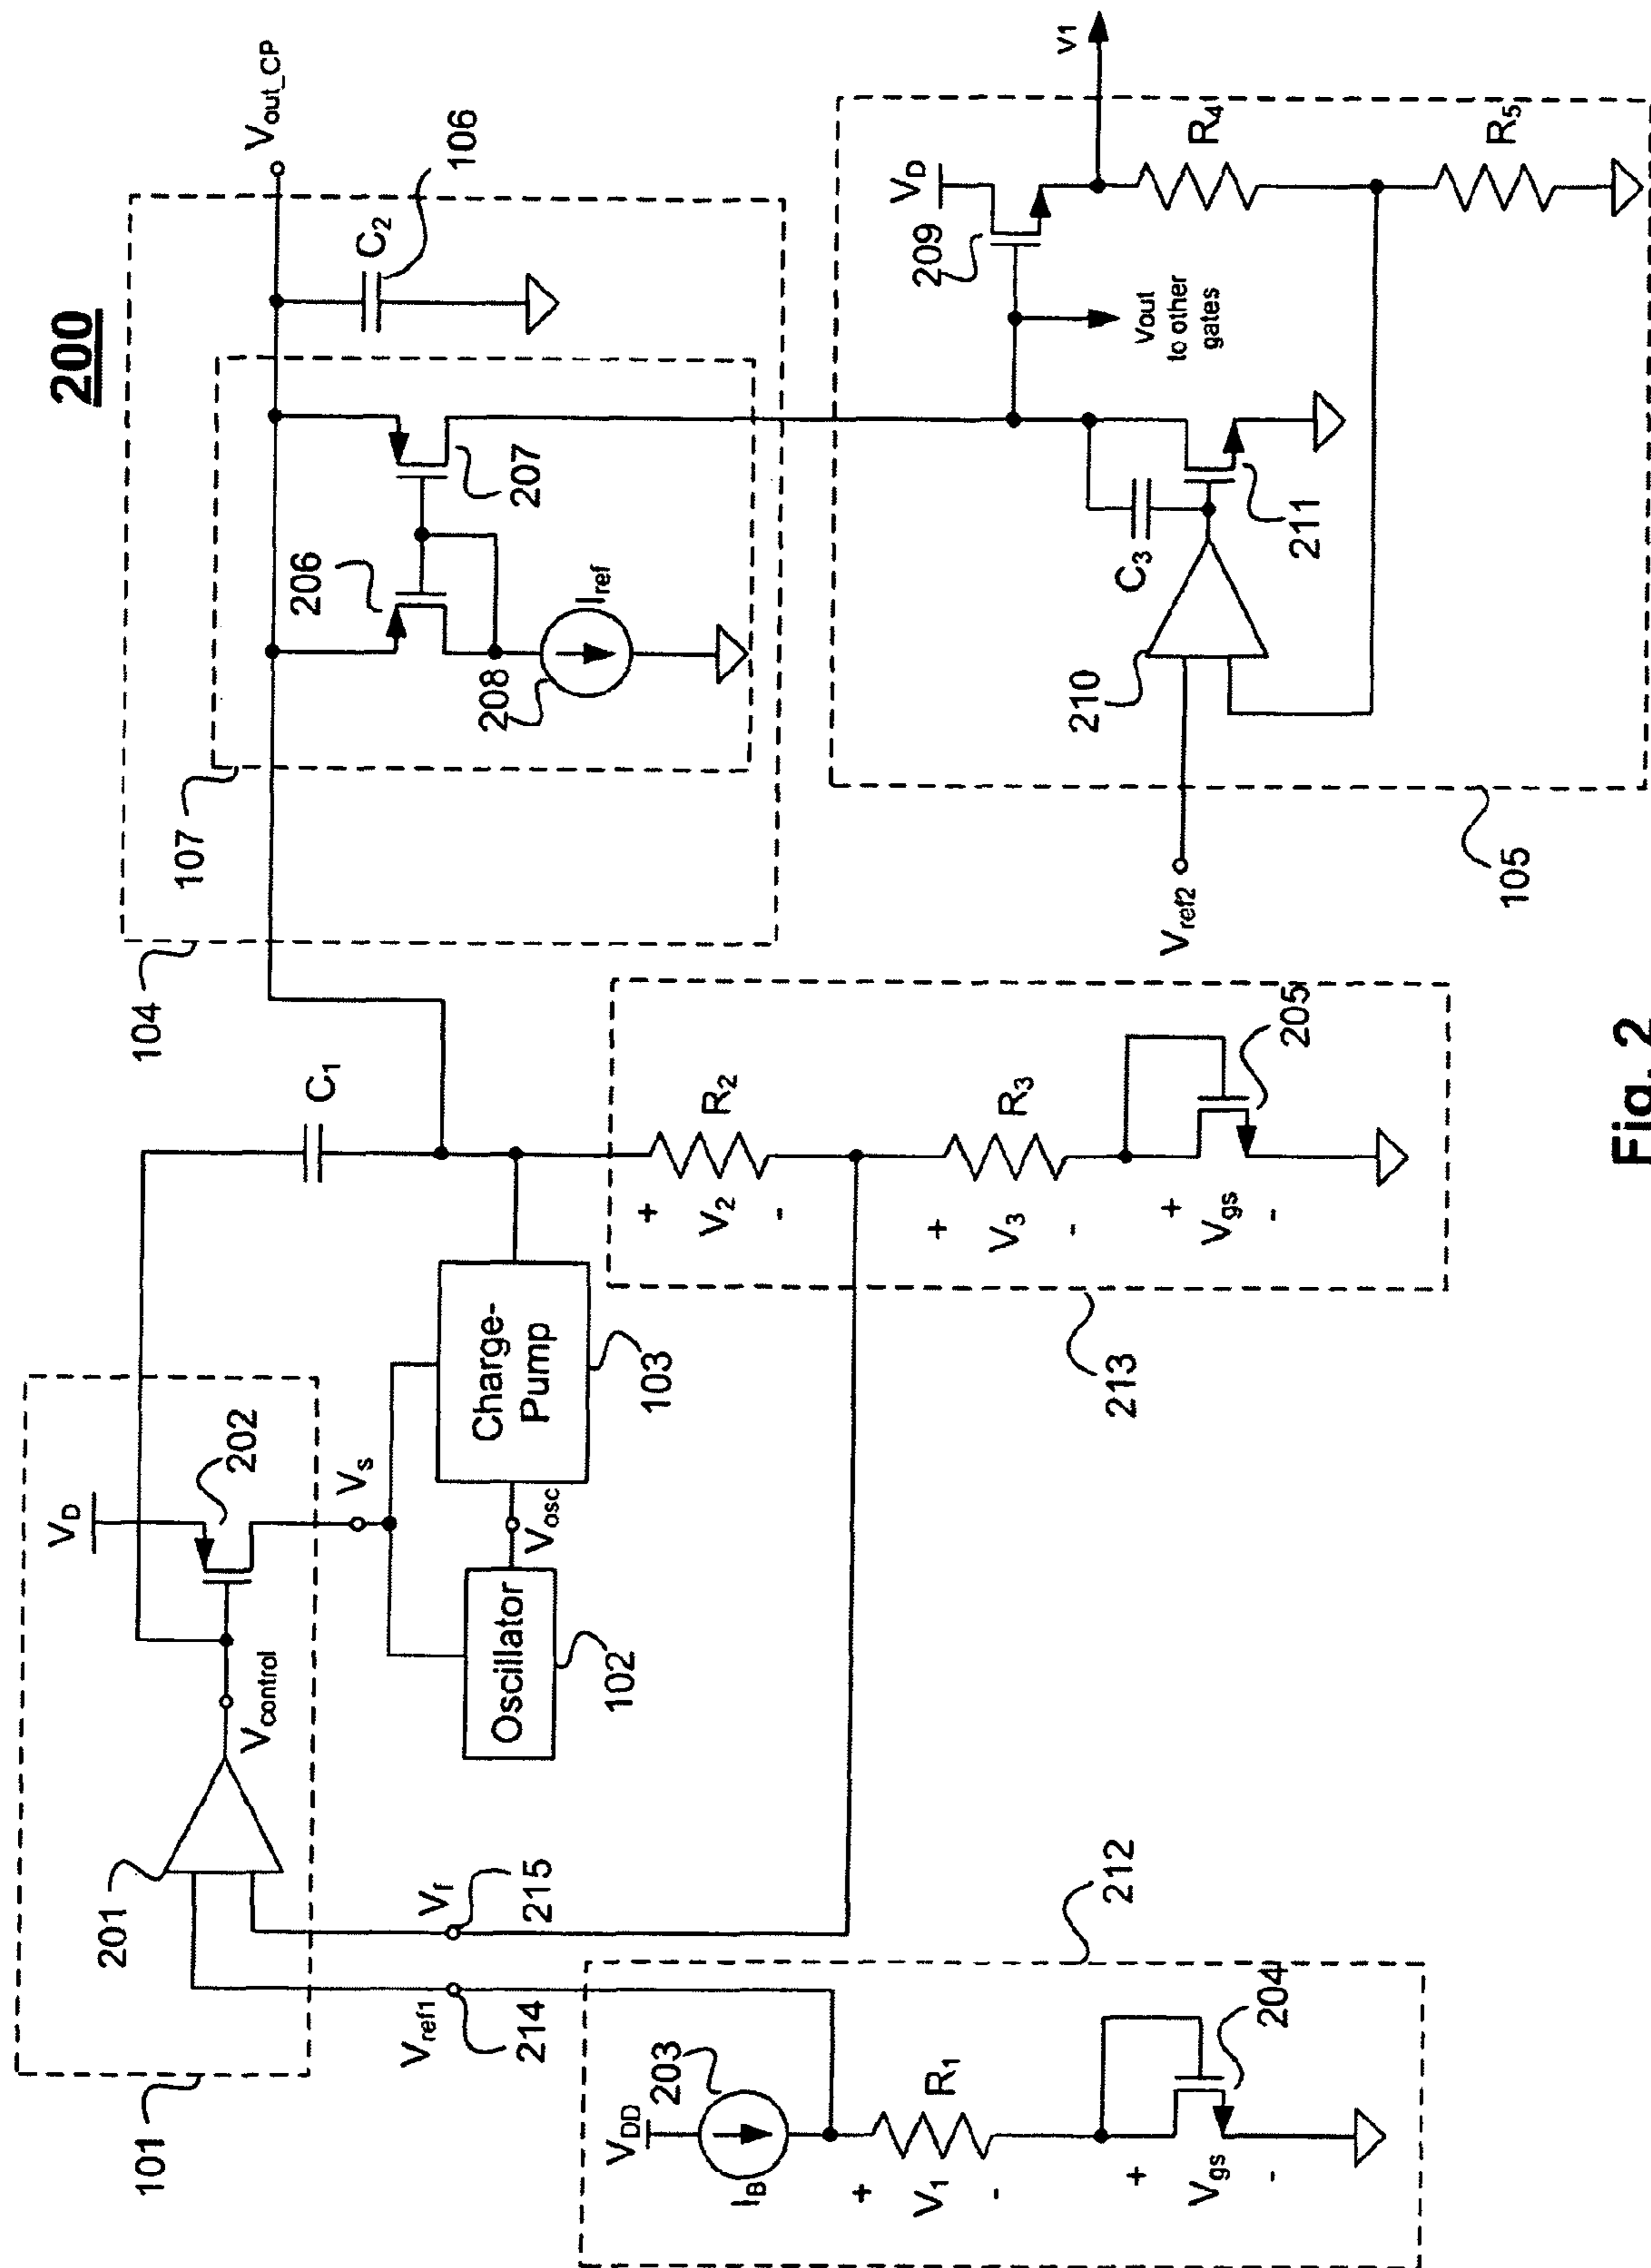 200
V_D
202
V_control
201
101
V_s
Oscillator
102
V_osc
Charge-
Pump
103
C₁
V_ref1
214
V_f
215
212
V_DD
203
I_B
+
V₁
-
R₁
+
V_gs
-
204
213
+
V₂
-
R₂
+
V₃
-
R₃
+
V_gs
-
205
104
107
206
207
208
I_ref
C₂
106
V_out_CP
105
V_ref2
210
C₃
211
209
V_D
Vout
to other
gates
V1
R₄
R₅
Fig. 2